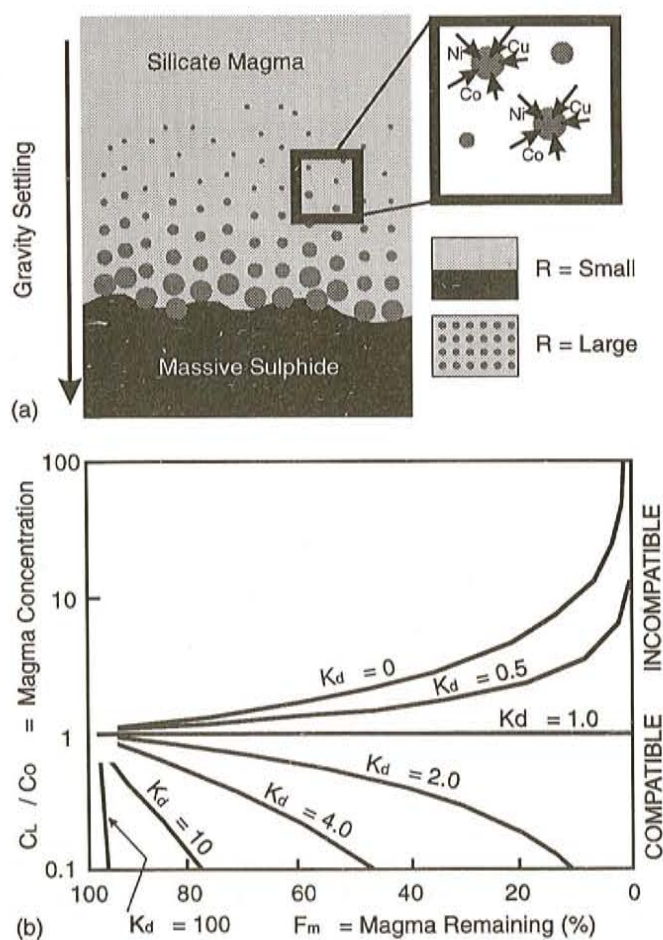 Silicate Magma
Ni
Cu
Co
Ni
Cu
Co
Gravity Settling
R = Small
R = Large
Massive Sulphide
(a)
100
10
1
0.1
CL / Co = Magma Concentration
Kd = 0
Kd = 0.5
Kd = 1.0
Kd = 2.0
Kd = 4.0
Kd = 10
INCOMPATIBLE
COMPATIBLE
100 80 60 40 20 0
(b)
Kd = 100
Fm = Magma Remaining (%)